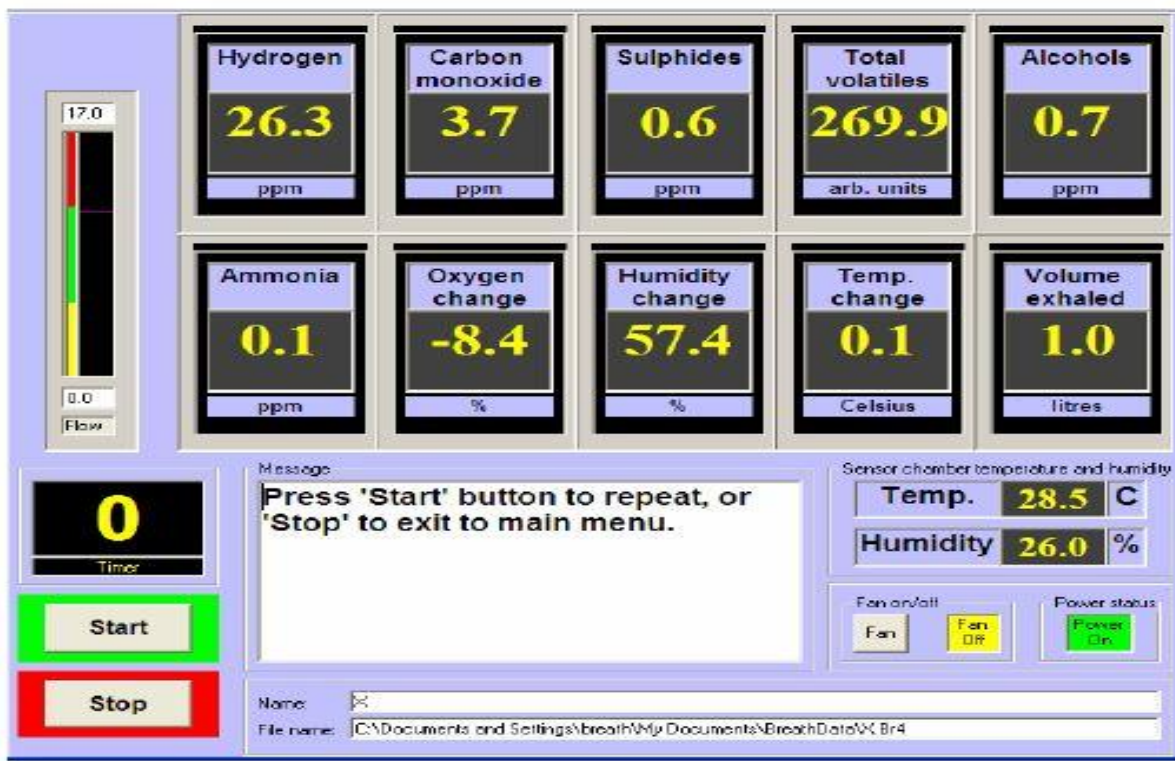 Hydrogen
26.3
ppm
Carbon
monoxide
3.7
ppm
Sulphides
0.6
ppm
Total
volatiles
269.9
arb. units
Alcohols
0.7
ppm
17.0
0.0
Flow
Ammonia
0.1
ppm
Oxygen
change
-8.4
%
Humidity
change
57.4
%
Temp.
change
0.1
Celsius
Volume
exhaled
1.0
litres
0
Timer
Start
Stop
Message
Press 'Start' button to repeat, or
'Stop' to exit to main menu.
Sensor chamber temperature and humidity
Temp. 28.5 C
Humidity 26.0 %
Fan on/off
Fan
Fan
Off
Power status
Power
On
Name: X
File name: C:\Documents and Settings\breath\My Documents\BreathData\X.Br4